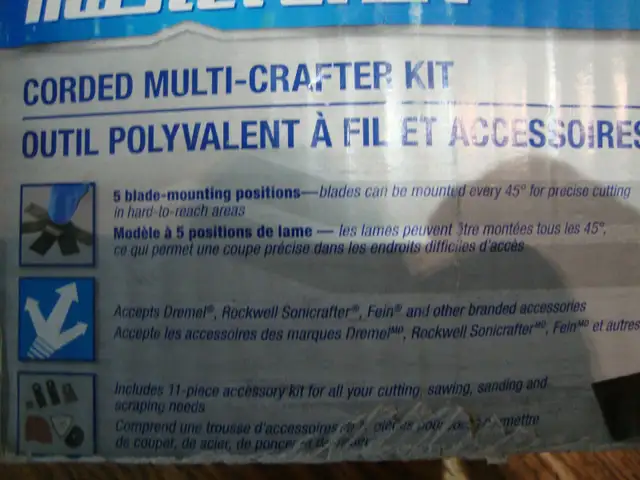 CORDED MULTI-CRAFTER KIT
OUTIL POLYVALENT À FIL ET ACCESSOIRES
5 blade-mounting positions—blades can be mounted every 45° for precise cutting
in hard-to-reach areas
Modèle à 5 positions de lame — les lames peuvent être montées tous les 45°,
ce qui permet une coupe précise dans les endroits difficiles d'accès
Accepts Dremel®, Rockwell Sonicrafter®, Fein® and other branded accessories
Accepte les accessoires des marques Dremel MD, Rockwell Sonicrafter MD, Fein MD et autres
Includes 11-piece accessory kit for all your cutting, sawing, sanding and
scraping needs
Comprend une trousse d'accessoires
de couper, de scier, de poncer